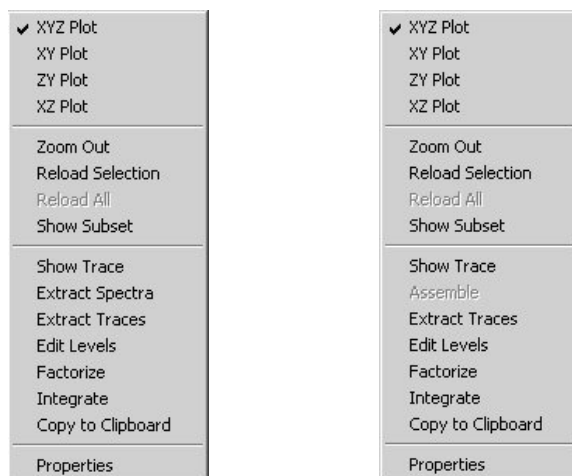 XYZ Plot
XY Plot
ZY Plot
XZ Plot
Zoom Out
Reload Selection
Reload All
Show Subset
Show Trace
Extract Spectra
Extract Traces
Edit Levels
Factorize
Integrate
Copy to Clipboard
Properties
XYZ Plot
XY Plot
ZY Plot
XZ Plot
Zoom Out
Reload Selection
Reload All
Show Subset
Show Trace
Assemble
Extract Traces
Edit Levels
Factorize
Integrate
Copy to Clipboard
Properties